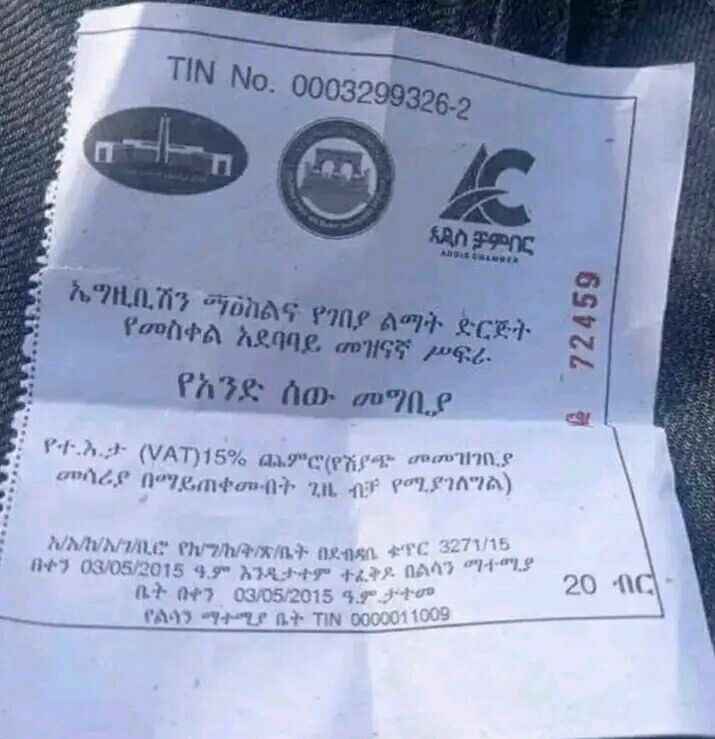 TIN No. 0003299326-2
አዲስ ቻምበር
ADDIS CHAMBER
ኤግዚቢሽን ማዕከልና የገበያ ልማት ድርጅት
የመስቀል አደባባይ መዝናኛ ሥፍራ
የአንድ ሰው መግቢያ
72459
የተ.እ.ታ (VAT)15% ጨምሮ(የሽያጭ መመዝገቢያ
መሳሪያ በማይጠቀሙበት ጊዜ ብቻ የሚያገለግል)
በደብዳቤ ቁጥር 3271/15
በቀን 03/05/2015 ዓ.ም እንዲታተም ተፈቅዶ በልሳን ማተሚያ
ቤት በቀን 03/05/2015 ዓ.ም.ታተመ
የልሳን ማተሚያ ቤት TIN 0000011009
20 ብር